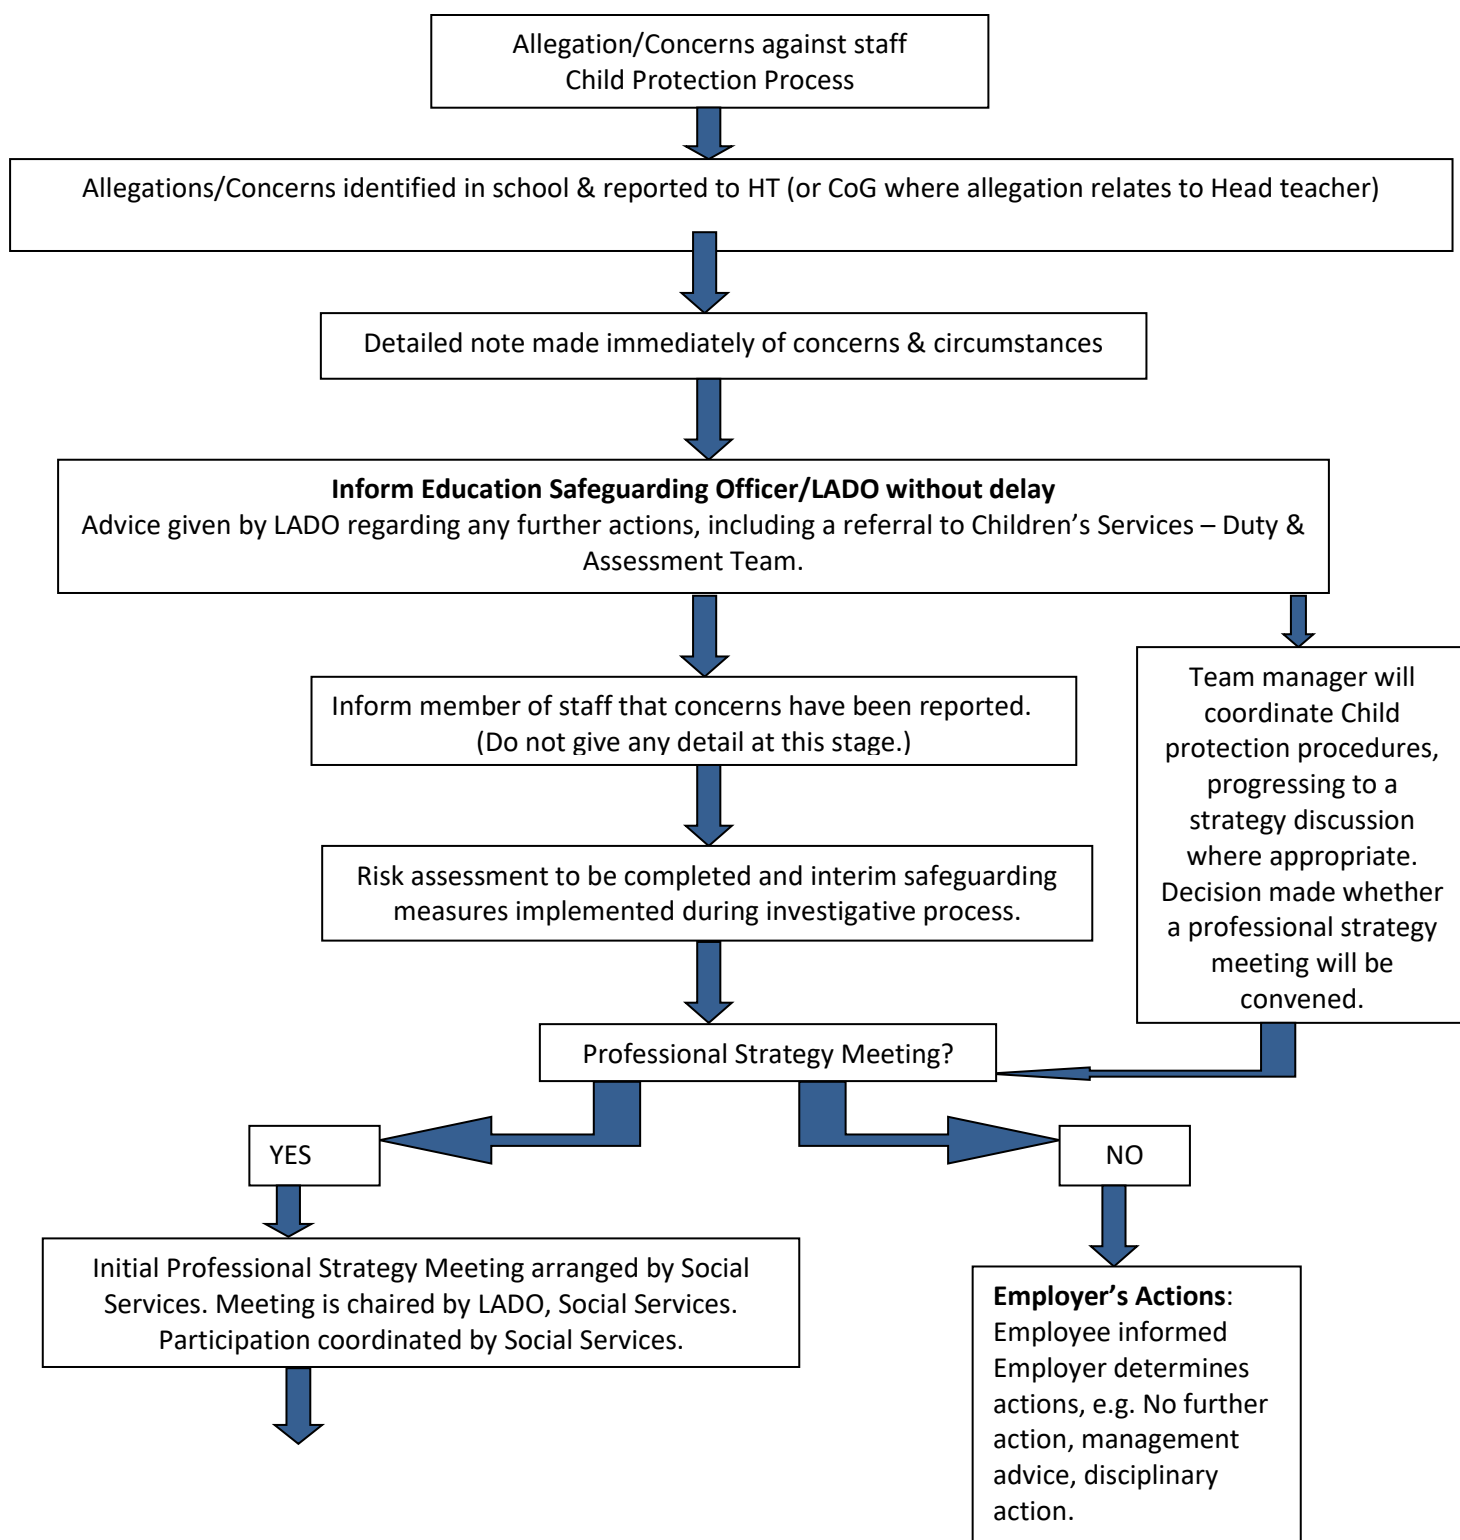 Allegation/Concerns against staff
Child Protection Process
Allegations/Concerns identified in school & reported to HT (or CoG where allegation relates to Head teacher)
Detailed note made immediately of concerns & circumstances
Inform Education Safeguarding Officer/LADO without delay
Advice given by LADO regarding any further actions, including a referral to Children’s Services – Duty &
Assessment Team.
Inform member of staff that concerns have been reported.
(Do not give any detail at this stage.)
Team manager will
coordinate Child
protection procedures,
progressing to a
strategy discussion
where appropriate.
Decision made whether
a professional strategy
meeting will be
convened.
Risk assessment to be completed and interim safeguarding
measures implemented during investigative process.
Professional Strategy Meeting?
YES
NO
Initial Professional Strategy Meeting arranged by Social
Services. Meeting is chaired by LADO, Social Services.
Participation coordinated by Social Services.
Employer’s Actions:
Employee informed
Employer determines
actions, e.g. No further
action, management
advice, disciplinary
action.